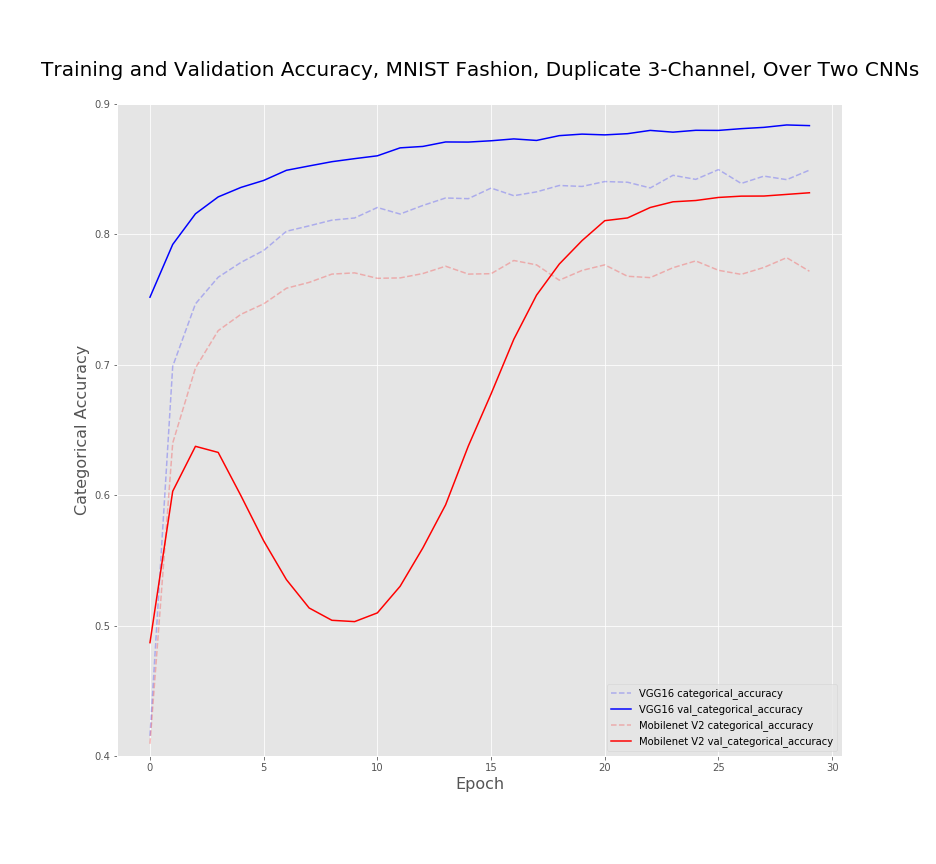 Training and Validation Accuracy, MNIST Fashion, Duplicate 3-Channel, Over Two CNNs
0.9
0.8
0.7
0.6
0.5
0.4
Categorical Accuracy
VGG16 categorical_accuracy
VGG16 val_categorical_accuracy
Mobilenet V2 categorical_accuracy
Mobilenet V2 val_categorical_accuracy
0 5 10 15 20 25 30
Epoch